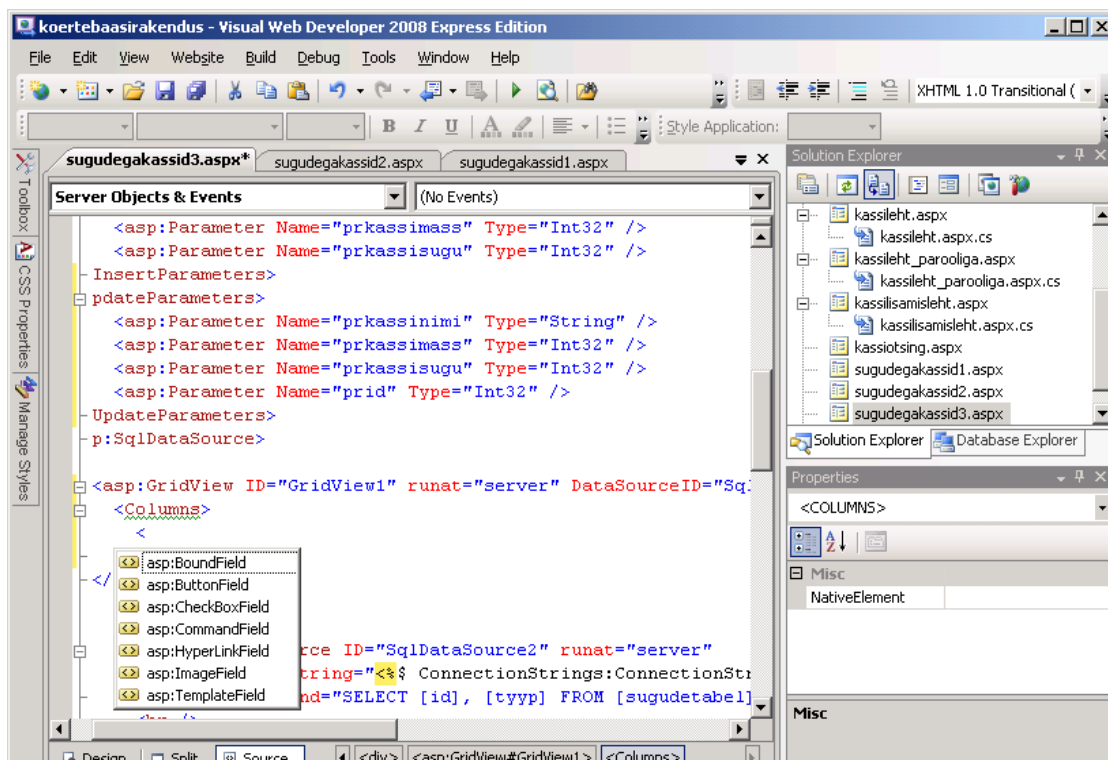 koertebaasirakendus - Visual Web Developer 2008 Express Edition
File Edit View Website Build Debug Tools Window Help
XHTML 1.0 Transitional (
B I U A Style Application:
Toolbox
CSS Properties
Manage Styles
sugudegakassid3.aspx* sugudegakassid2.aspx sugudegakassid1.aspx
Server Objects & Events (No Events)
<asp:Parameter Name="prkassimass" Type="Int32" />
<asp:Parameter Name="prkassisugu" Type="Int32" />
InsertParameters>
pdateParameters>
<asp:Parameter Name="prkassinimi" Type="String" />
<asp:Parameter Name="prkassimass" Type="Int32" />
<asp:Parameter Name="prkassisugu" Type="Int32" />
<asp:Parameter Name="prid" Type="Int32" />
UpdateParameters>
p:SqlDataSource>
<asp:GridView ID="GridView1" runat="server" DataSourceID="Sql
<Columns>
<
asp:BoundField
asp:ButtonField
asp:CheckBoxField
asp:CommandField
asp:HyperLinkField
asp:ImageField
asp:TemplateField
</
rce ID="SqlDataSource2" runat="server"
tring="<%$ ConnectionStrings:ConnectionStr
nd="SELECT [id], [tyyp] FROM [sugudetabel]
Design Split Source <div> <asp:GridView#GridView1> <Columns>
Solution Explorer
kassileht.aspx
kassileht.aspx.cs
kassileht_parooliga.aspx
kassileht_parooliga.aspx.cs
kassilisamisleht.aspx
kassilisamisleht.aspx.cs
kassiotsing.aspx
sugudegakassid1.aspx
sugudegakassid2.aspx
sugudegakassid3.aspx
Solution Explorer Database Explorer
Properties
<COLUMNS>
Misc
NativeElement
Misc